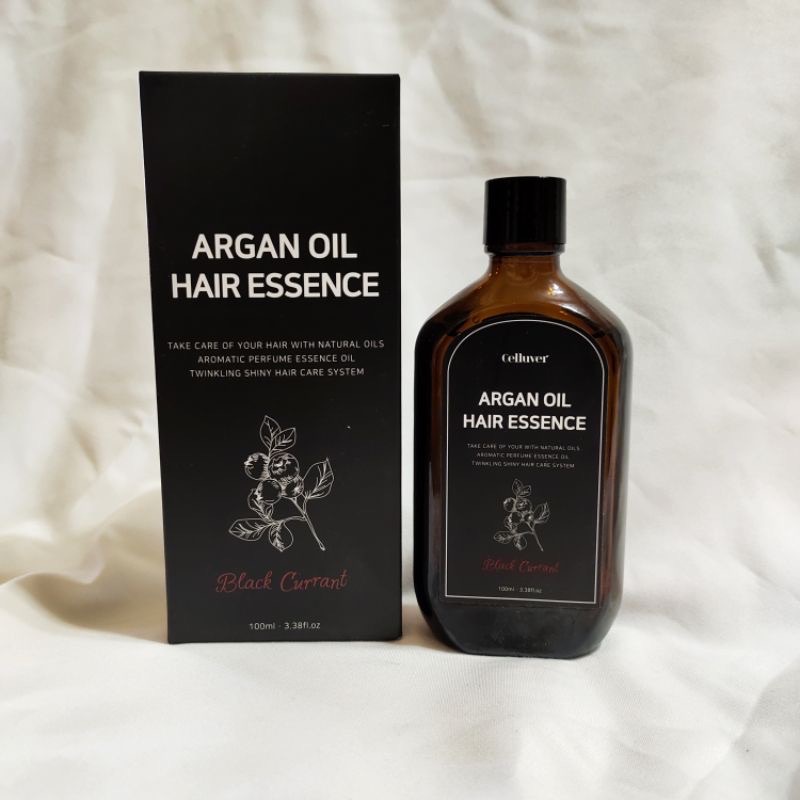 ARGAN OIL
HAIR ESSENCE
TAKE CARE OF YOUR HAIR WITH NATURAL OILS
AROMATIC PERFUME ESSENCE OIL
TWINKLING SHINY HAIR CARE SYSTEM
Black Currant
100ml · 3.38fl.oz
Celluver
ARGAN OIL
HAIR ESSENCE
TAKE CARE OF YOUR WITH NATURAL OILS
AROMATIC PERFUME ESSENCE OIL
TWINKLING SHINY HAIR CARE SYSTEM
Black Currant
100ml · 3.38fl.oz